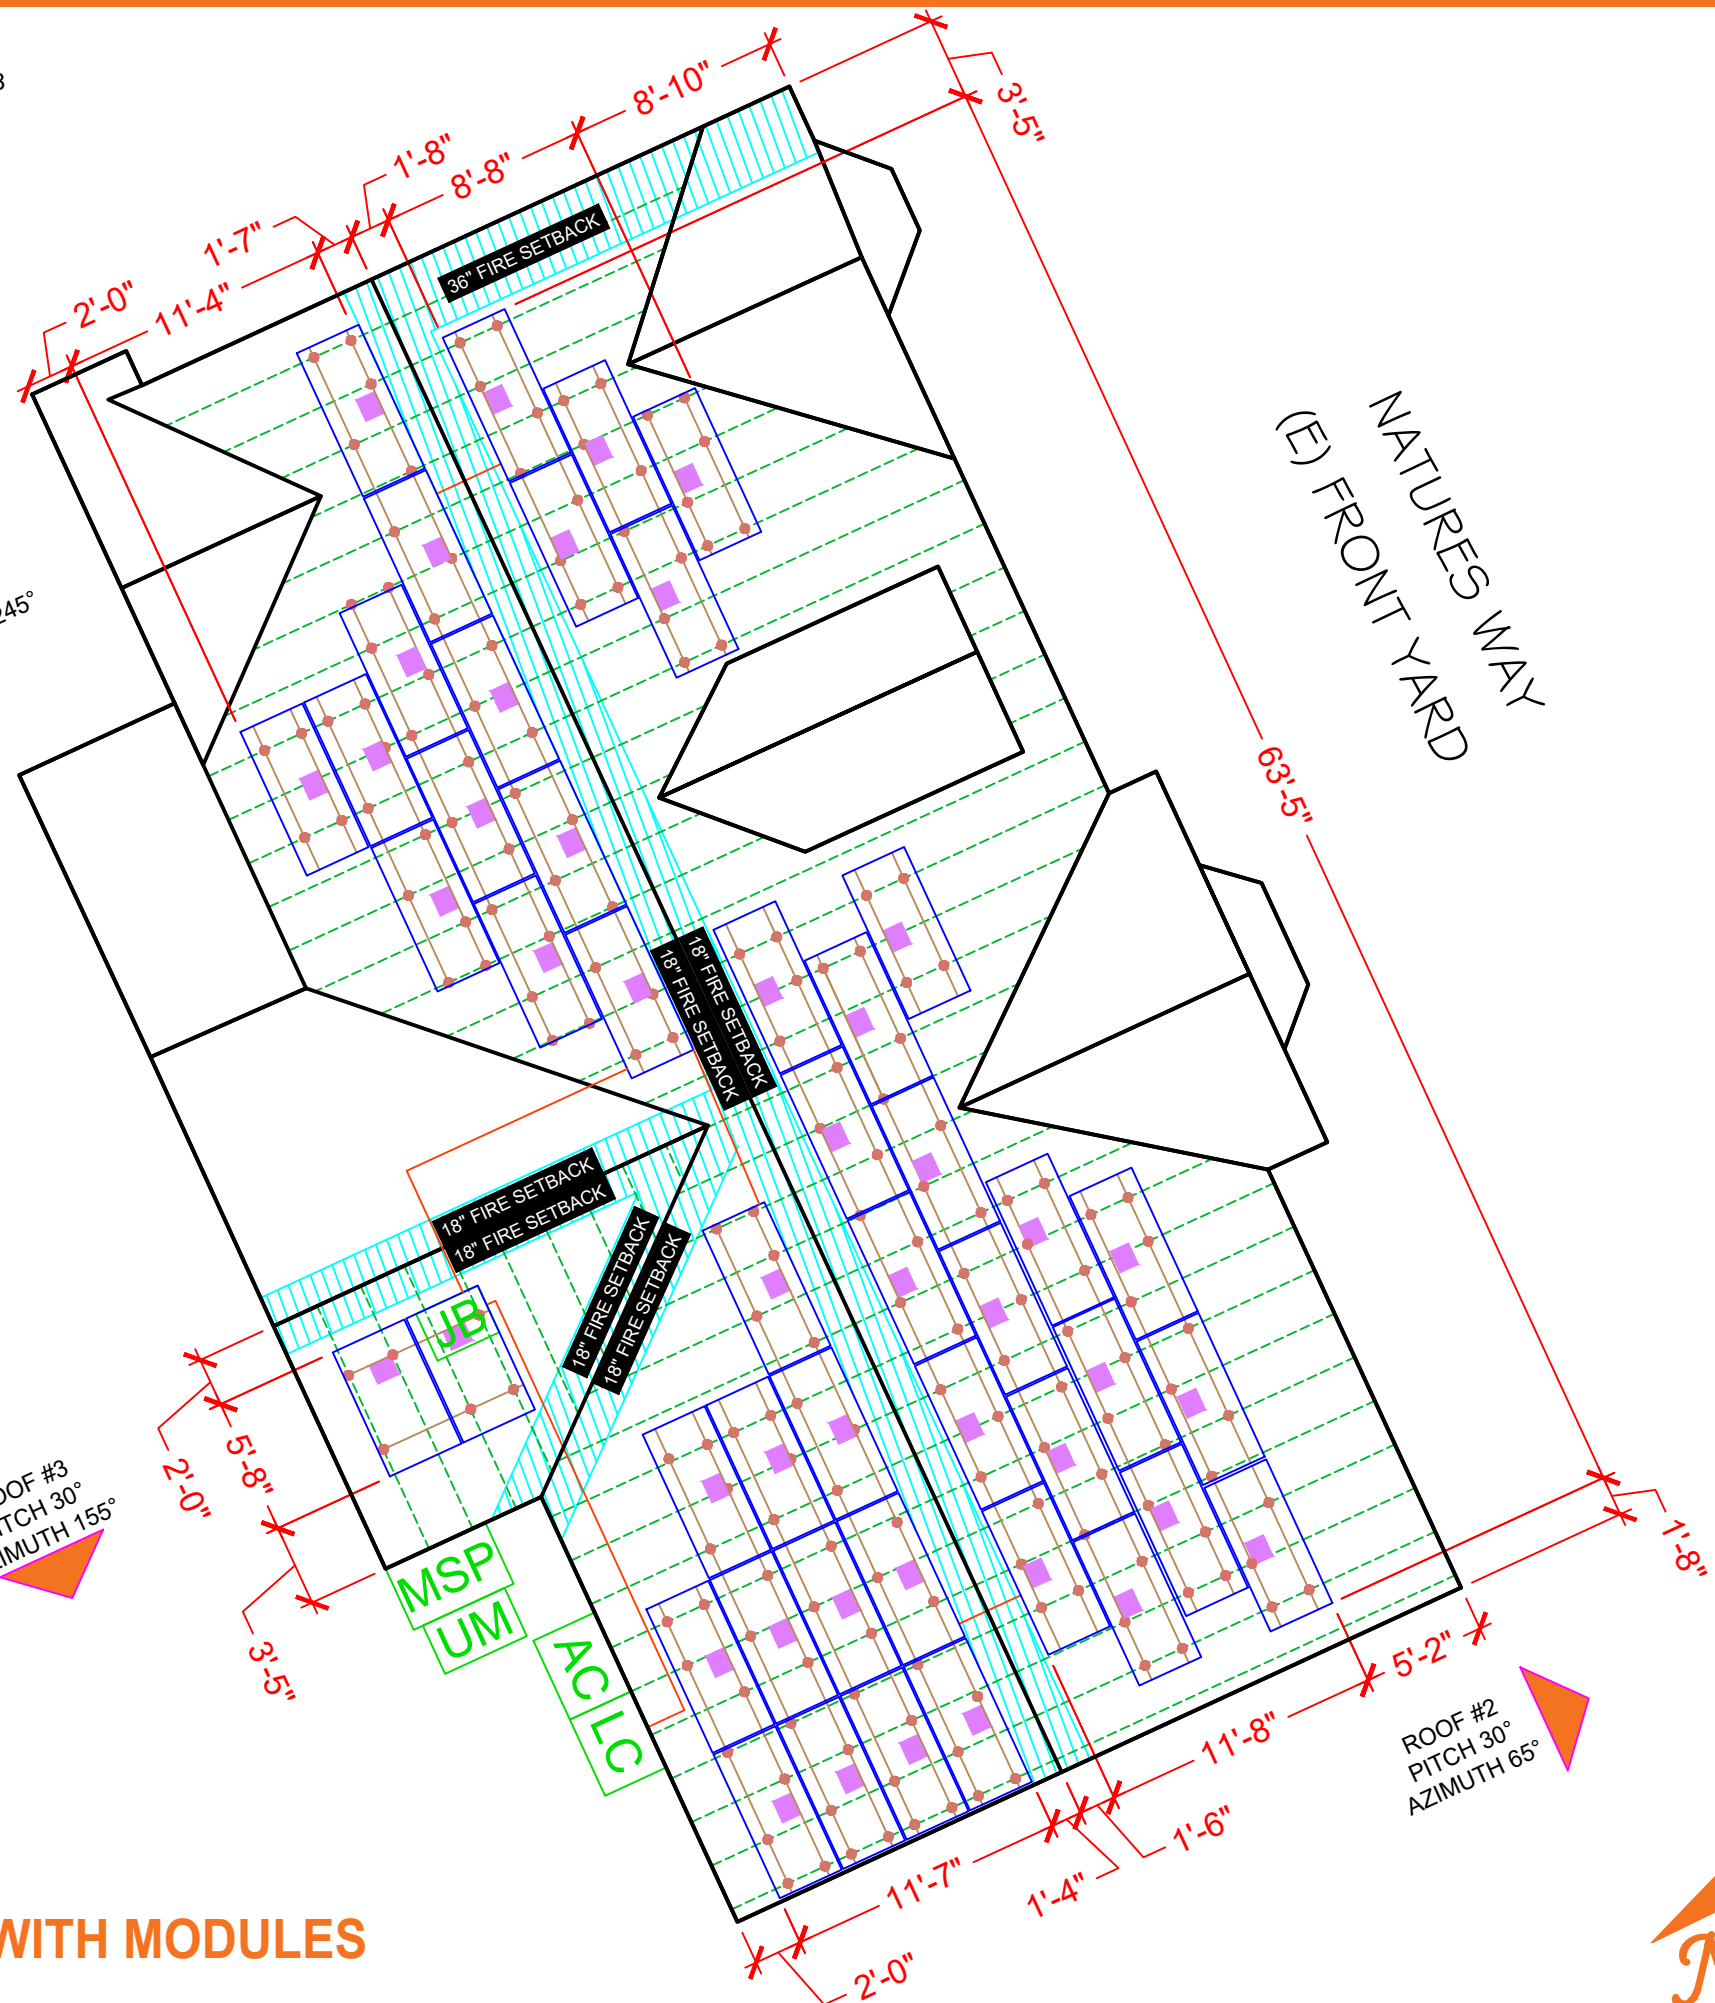 8'-10"
3'-5"
1'-8"
8'-8"
1'-7"
11'-4"
2'-0"
36" FIRE SETBACK
NATURES WAY
(E) FRONT YARD
245°
63'-5"
18" FIRE SETBACK
18" FIRE SETBACK
18" FIRE SETBACK
18" FIRE SETBACK
18" FIRE SETBACK
18" FIRE SETBACK
JB
2'-0"
5'-8"
3'-5"
MSP
UM
AC
LC
155°
1'-8"
5'-2"
11'-8"
1'-6"
1'-4"
11'-7"
2'-0"
ROOF #2
PITCH 30°
AZIMUTH 65°
WITH MODULES